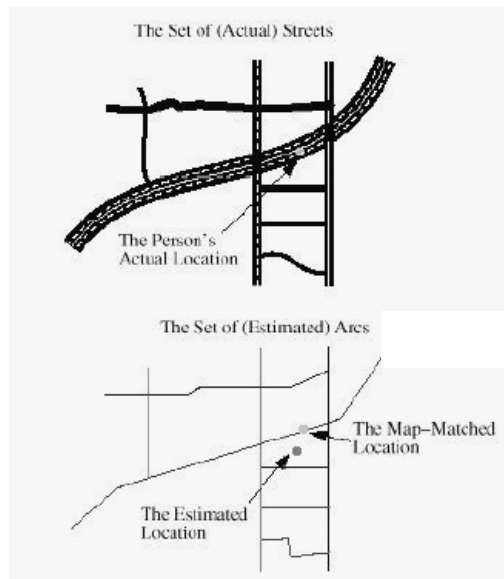 The Set of (Actual) Streets
The Person's
Actual Location
The Set of (Estimated) Arcs
The Map–Matched
Location
The Estimated
Location